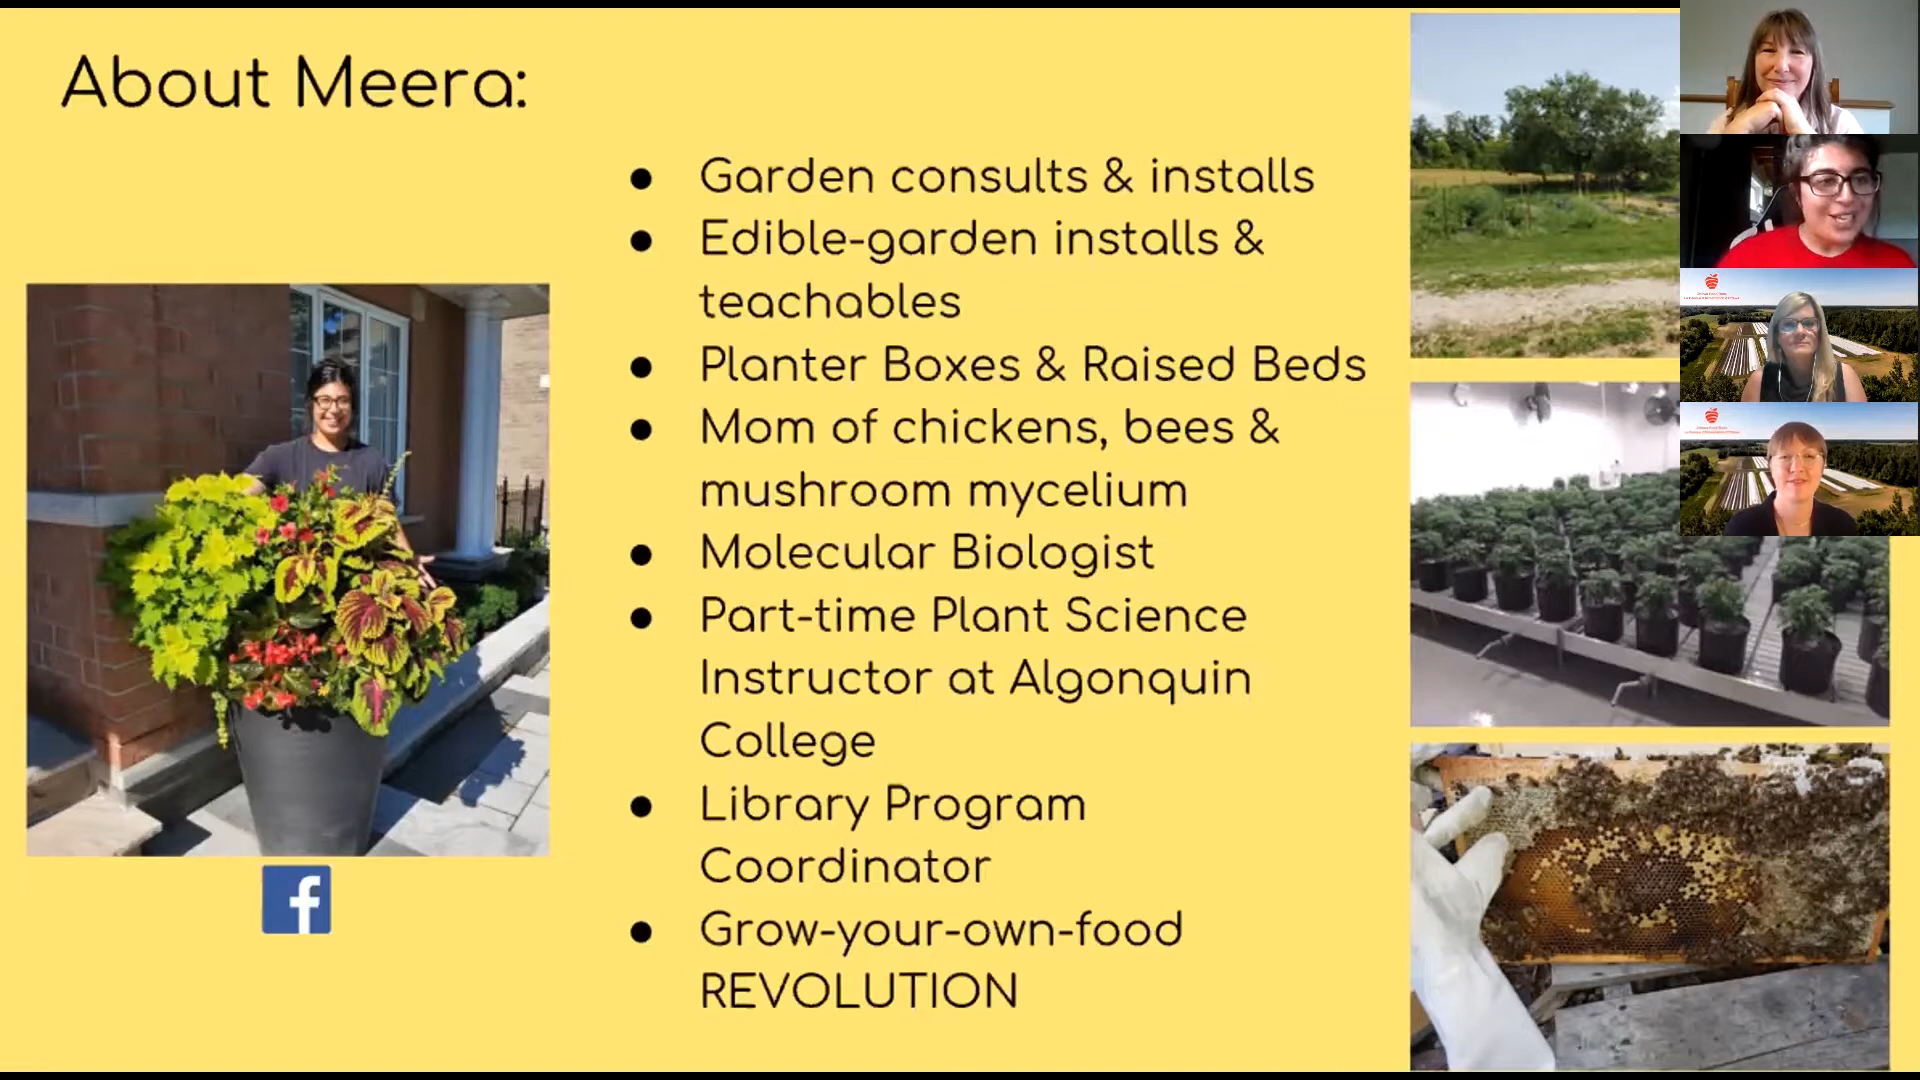 About Meera:
● Garden consults & installs
● Edible-garden installs &
teachables
● Planter Boxes & Raised Beds
● Mom of chickens, bees &
mushroom mycelium
● Molecular Biologist
● Part-time Plant Science
Instructor at Algonquin
College
● Library Program
Coordinator
● Grow-your-own-food
REVOLUTION
f